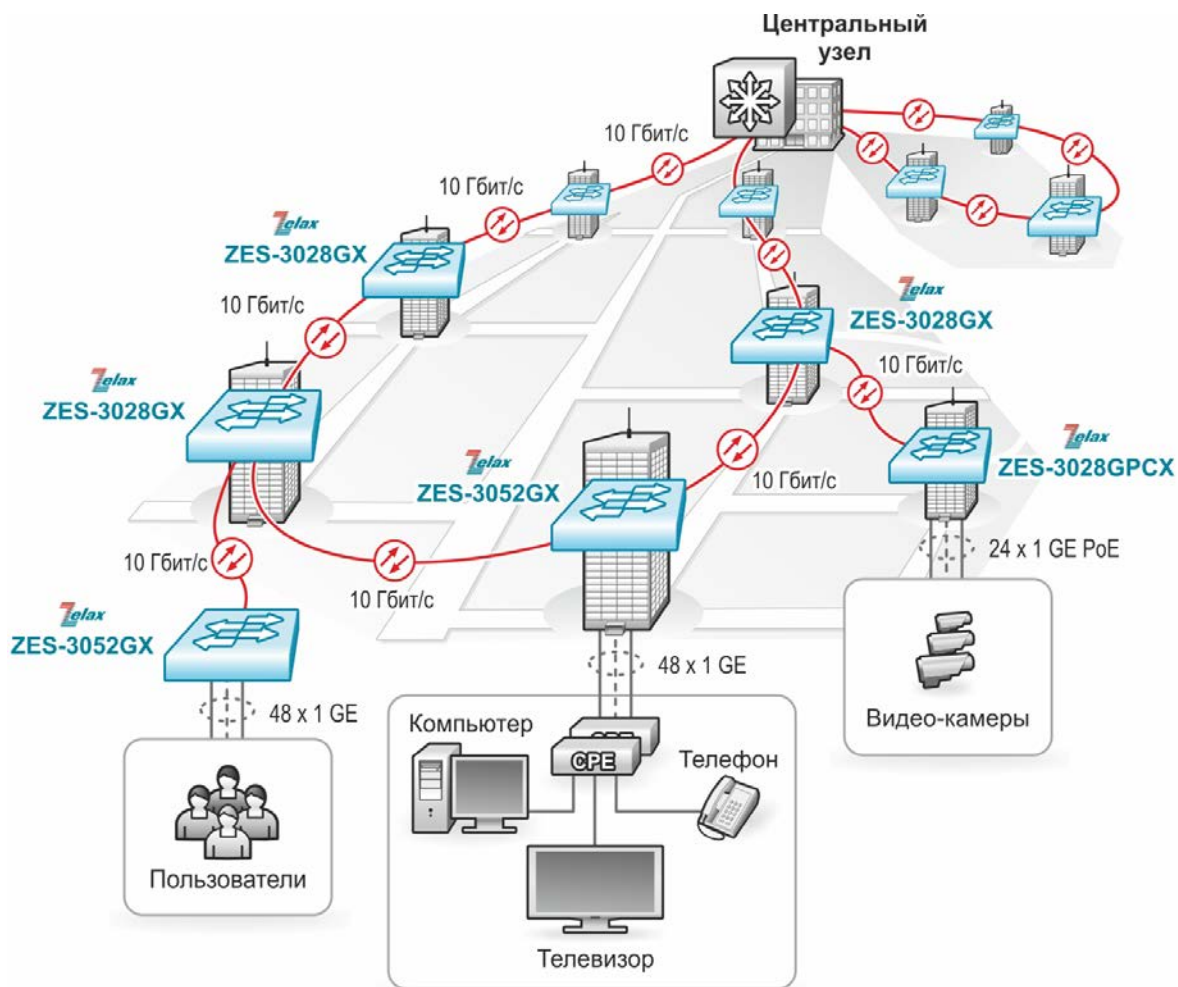 Центральный
узел
10 Гбит/с
10 Гбит/с
Zelax
ZES-3028GX
10 Гбит/с
Zelax
ZES-3028GX
Zelax
ZES-3028GX
10 Гбит/с
Zelax
ZES-3028GPCX
Zelax
ZES-3052GX
10 Гбит/с
24 x 1 GE PoE
10 Гбит/с
10 Гбит/с
Zelax
ZES-3052GX
48 x 1 GE
48 x 1 GE
Видео-камеры
Компьютер
CPE
CPE
Телефон
Пользователи
Телевизор